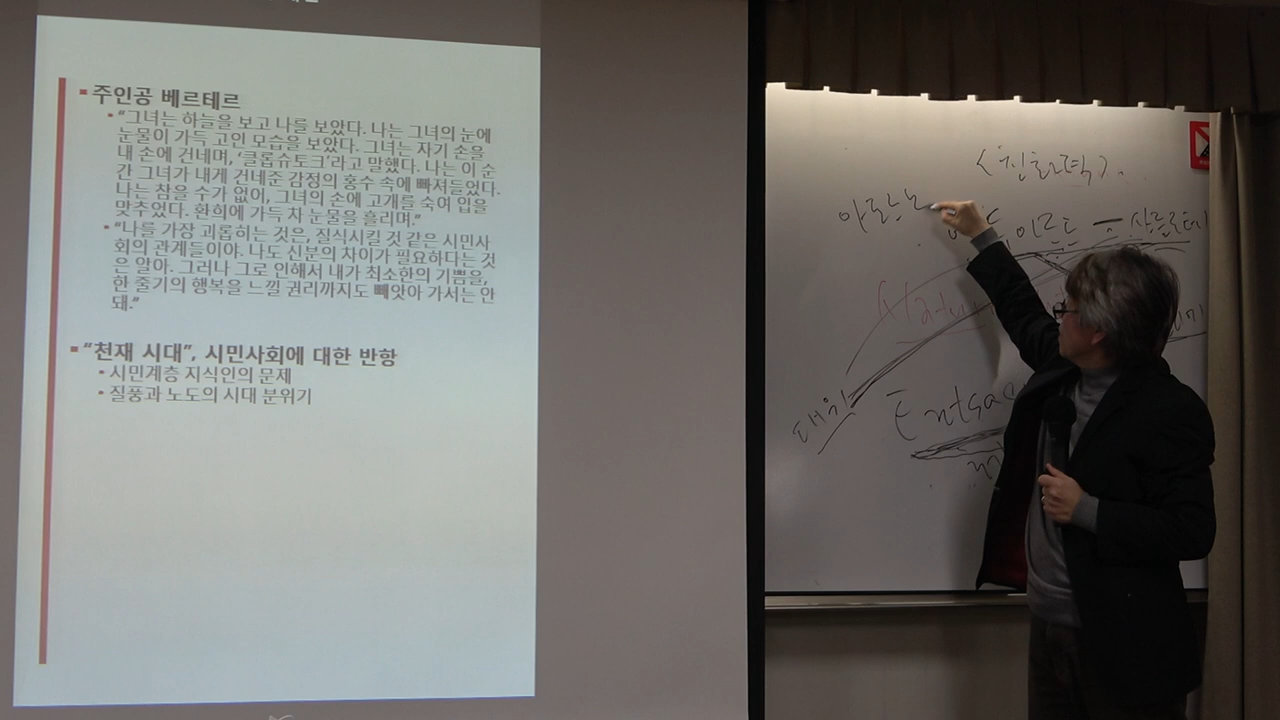 ▪ 주인공 베르테르
• “그녀는 하늘을 보고 나를 보았다. 나는 그녀의 눈에
눈물이 가득 고인 모습을 보았다. 그녀는 자기 손을
내 손에 건네며, ‘클롭슈토크’라고 말했다. 나는 이 순
간 그녀가 내게 건네준 감정의 홍수 속에 빠져들었다.
나는 참을 수가 없어, 그녀의 손에 고개를 숙여 입을
맞추었다. 환희에 가득 차 눈물을 흘리며.”
• “나를 가장 괴롭히는 것은, 질식시킬 것 같은 시민사
회의 관계들이야. 나도 신분의 차이가 필요하다는 것
은 알아. 그러나 그로 인해서 내가 최소한의 기쁨을,
한 줄기의 행복을 느낄 권리까지도 빼앗아 가서는 안
돼.”
▪ “천재 시대”, 시민사회에 대한 반항
• 시민계층 지식인의 문제
• 질풍과 노도의 시대 분위기
<친화력>.
Entsa